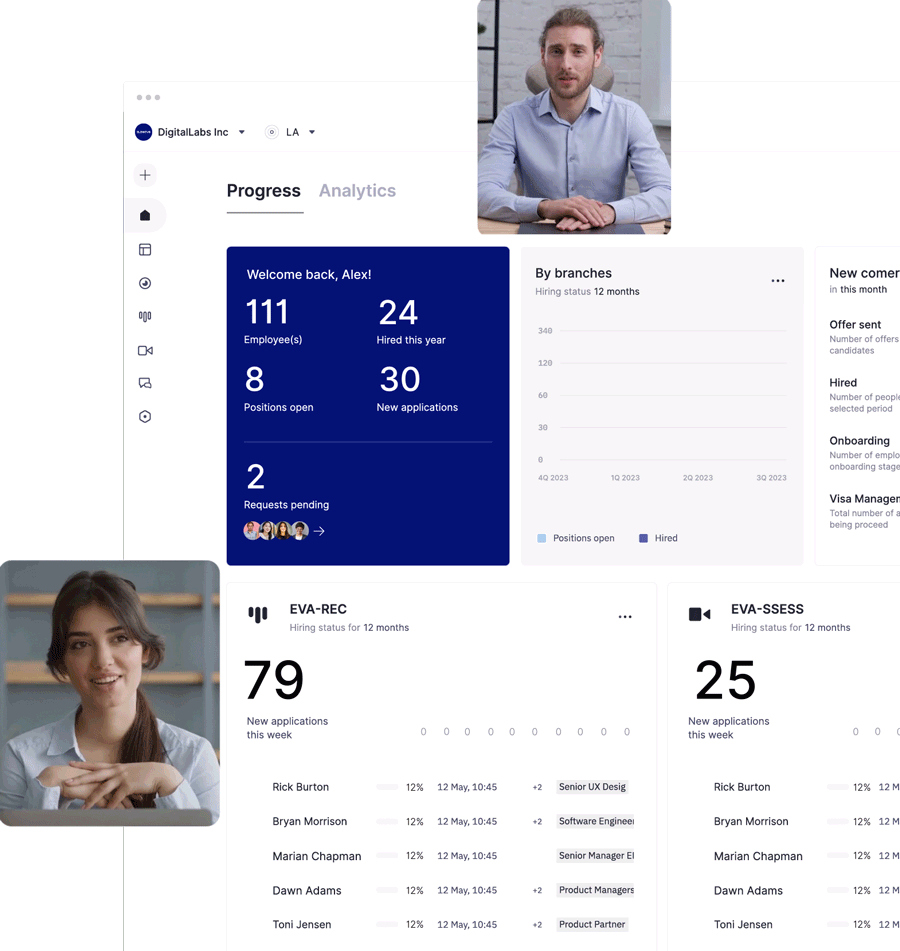 DigitalLabs Inc
LA
Progress
Analytics
Welcome back, Alex!
111
24
Employee(s)
Hired this year
8
30
Positions open
New applications
2
Requests pending
By branches
Hiring status 12 months
340
120
60
30
0
4Q 2023
1Q 2023
2Q 2023
3Q 2023
Positions open
Hired
New comer
in this month
Offer sent
Number of offers
candidates
Hired
Number of people
selected period
Onboarding
Number of emplo
onboarding stage
Visa Managem
Total number of a
being proceed
EVA-REC
Hiring status for 12 months
79
New applications
this week
0 0 0 0 0 0 0 0 0 0
Rick Burton 12% 12 May, 10:45 +2 Senior UX Desig
Bryan Morrison 12% 12 May, 10:45 +2 Software Engineer
Marian Chapman 12% 12 May, 10:45 Senior Manager El
Dawn Adams 12% 12 May, 10:45 +2 Product Managers
Toni Jensen 12% 12 May, 10:45 +2 Product Partner
EVA-SSESS
Hiring status for 12 months
25
New applications
this week
0 0 0
Rick Burton 12% 12 M
Bryan Morrison 12% 12 M
Marian Chapman 12% 12 M
Dawn Adams 12% 12 M
Toni Jensen 12% 12 M